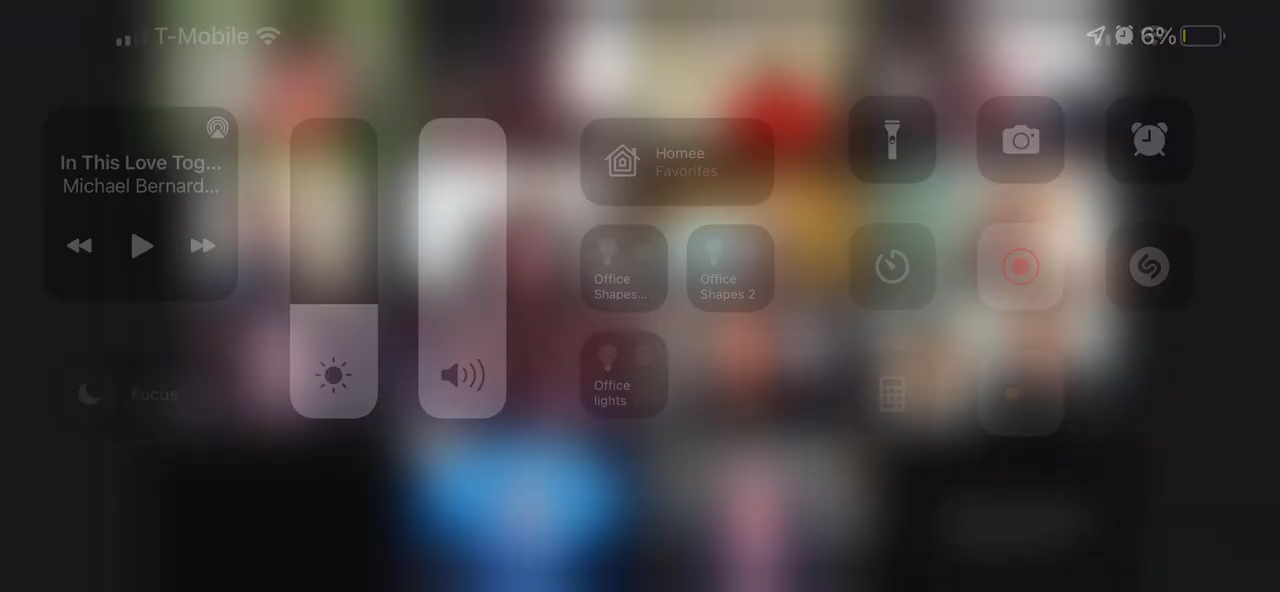 T-Mobile
6%
In This Love Tog...
Michael Bernard...
Homee
Favorites
Office
Shapes...
Office
Shapes 2
Office
lights
Focus